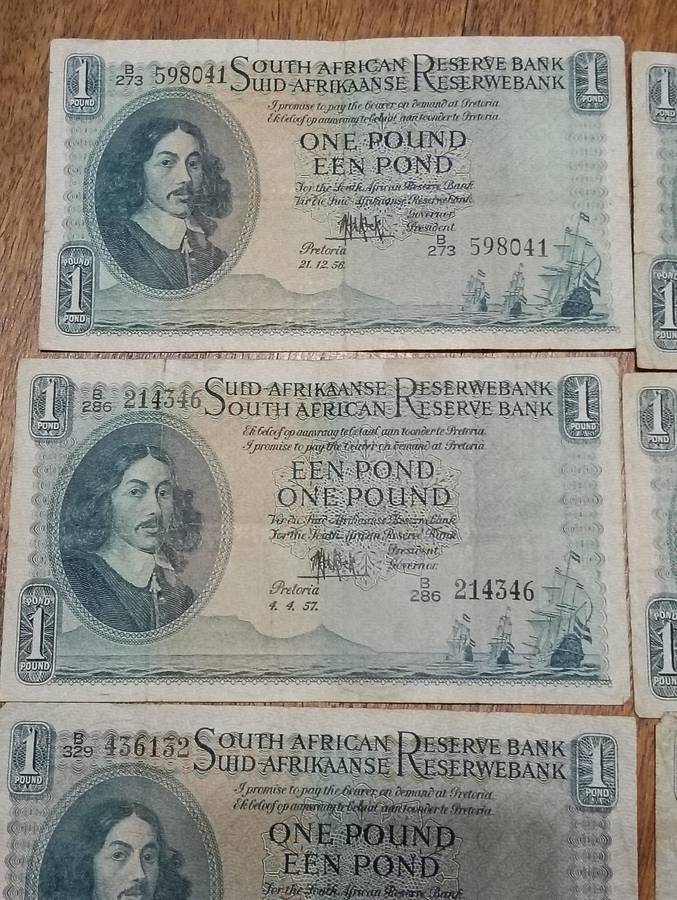 1
POUND
B
273 598041
SOUTH AFRICAN RESERVE BANK
SUID-AFRIKAANSE RESERWEBANK
1
POUND
I promise to pay the bearer on demand at Pretoria.
Ek beloof op aanvraag te betaal aan toonder te Pretoria.
ONE POUND
EEN POND
For the South African Reserve Bank.
Vir die Suid-Afrikaanse Reserwebank.
Governor
President
Pretoria
21. 12. 56.
B
273 598041
POUND
1
POND
1
POND
B
286 214346
SUID-AFRIKAANSE RESERWEBANK
SOUTH AFRICAN RESERVE BANK
1
POND
Ek beloof op aanvraag te betaal aan toonder te Pretoria.
I promise to pay the bearer on demand at Pretoria.
EEN POND
ONE POUND
Vir die Suid-Afrikaanse Reserwebank
For the South African Reserve Bank
President.
Governor.
Pretoria
4. 4. 57.
B
286 214346
POND
1
POUND
1
POUND
B
329 436132
SOUTH AFRICAN RESERVE BANK
SUID-AFRIKAANSE RESERWEBANK
1
POUND
I promise to pay the bearer on demand at Pretoria.
Ek beloof op aanvraag te betaal aan toonder te Pretoria.
ONE POUND
EEN POND
For the South African Reserve Bank.